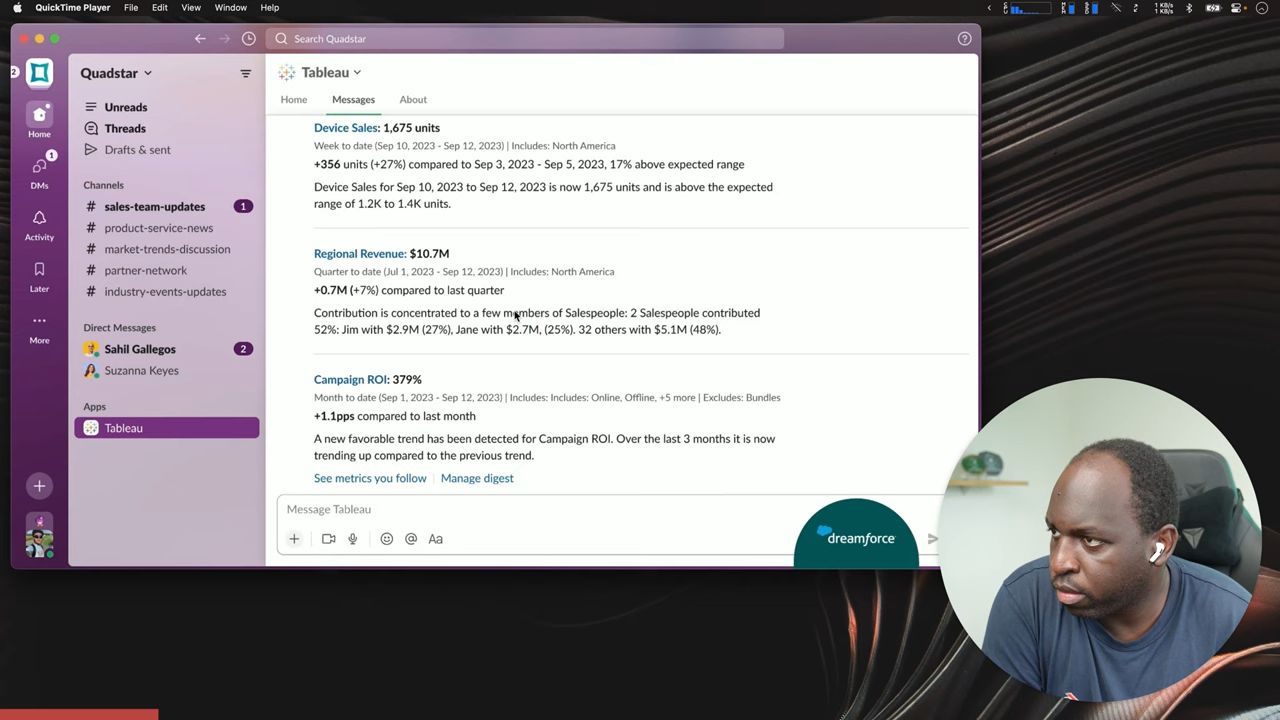 QuickTime Player File Edit View Window Help
1 KB/s
1 KB/s
Search Quadstar
2
Quadstar
Tableau
Home Messages About
Unreads
Threads
Drafts & sent
Home
DMs
1
Activity
Later
More
Channels
# sales-team-updates 1
# product-service-news
# market-trends-discussion
# partner-network
# industry-events-updates
Direct Messages
Sahil Gallegos 2
Suzanna Keyes
Apps
Tableau
Device Sales: 1,675 units
Week to date (Sep 10, 2023 - Sep 12, 2023) | Includes: North America
+356 units (+27%) compared to Sep 3, 2023 - Sep 5, 2023, 17% above expected range
Device Sales for Sep 10, 2023 to Sep 12, 2023 is now 1,675 units and is above the expected
range of 1.2K to 1.4K units.
Regional Revenue: $10.7M
Quarter to date (Jul 1, 2023 - Sep 12, 2023) | Includes: North America
+0.7M (+7%) compared to last quarter
Contribution is concentrated to a few members of Salespeople: 2 Salespeople contributed
52%: Jim with $2.9M (27%), Jane with $2.7M, (25%). 32 others with $5.1M (48%).
Campaign ROI: 379%
Month to date (Sep 1, 2023 - Sep 12, 2023) | Includes: Includes: Online, Offline, +5 more | Excludes: Bundles
+1.1pps compared to last month
A new favorable trend has been detected for Campaign ROI. Over the last 3 months it is now
trending up compared to the previous trend.
See metrics you follow | Manage digest
Message Tableau
Aa
dreamforce